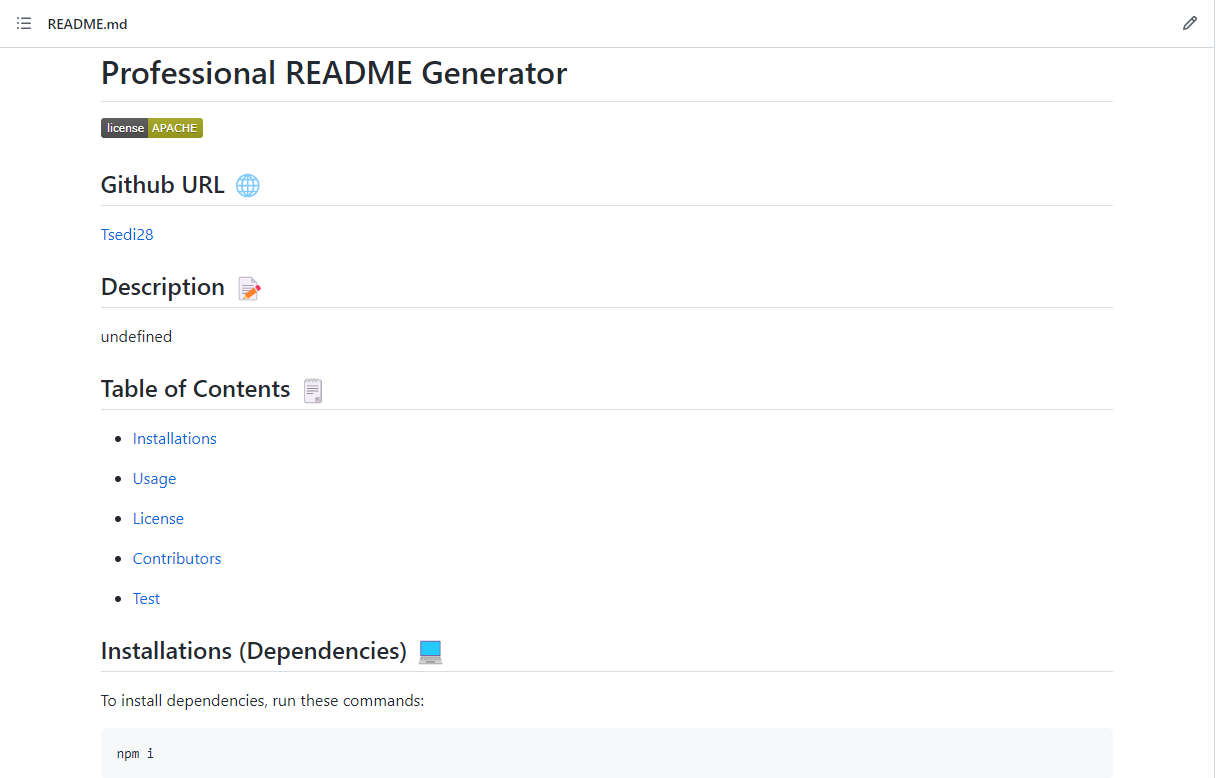 README.md
Professional README Generator
license APACHE
Github URL
Tsedi28
Description
undefined
Table of Contents
Installations
Usage
License
Contributors
Test
Installations (Dependencies)
To install dependencies, run these commands:
npm i